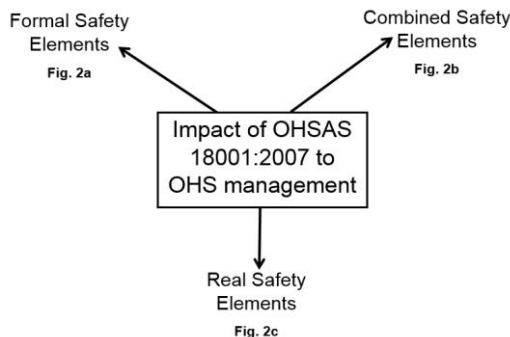 Formal Safety
Elements
Fig. 2a
Combined Safety
Elements
Fig. 2b
Impact of OHSAS
18001:2007 to
OHS management
Real Safety
Elements
Fig. 2c